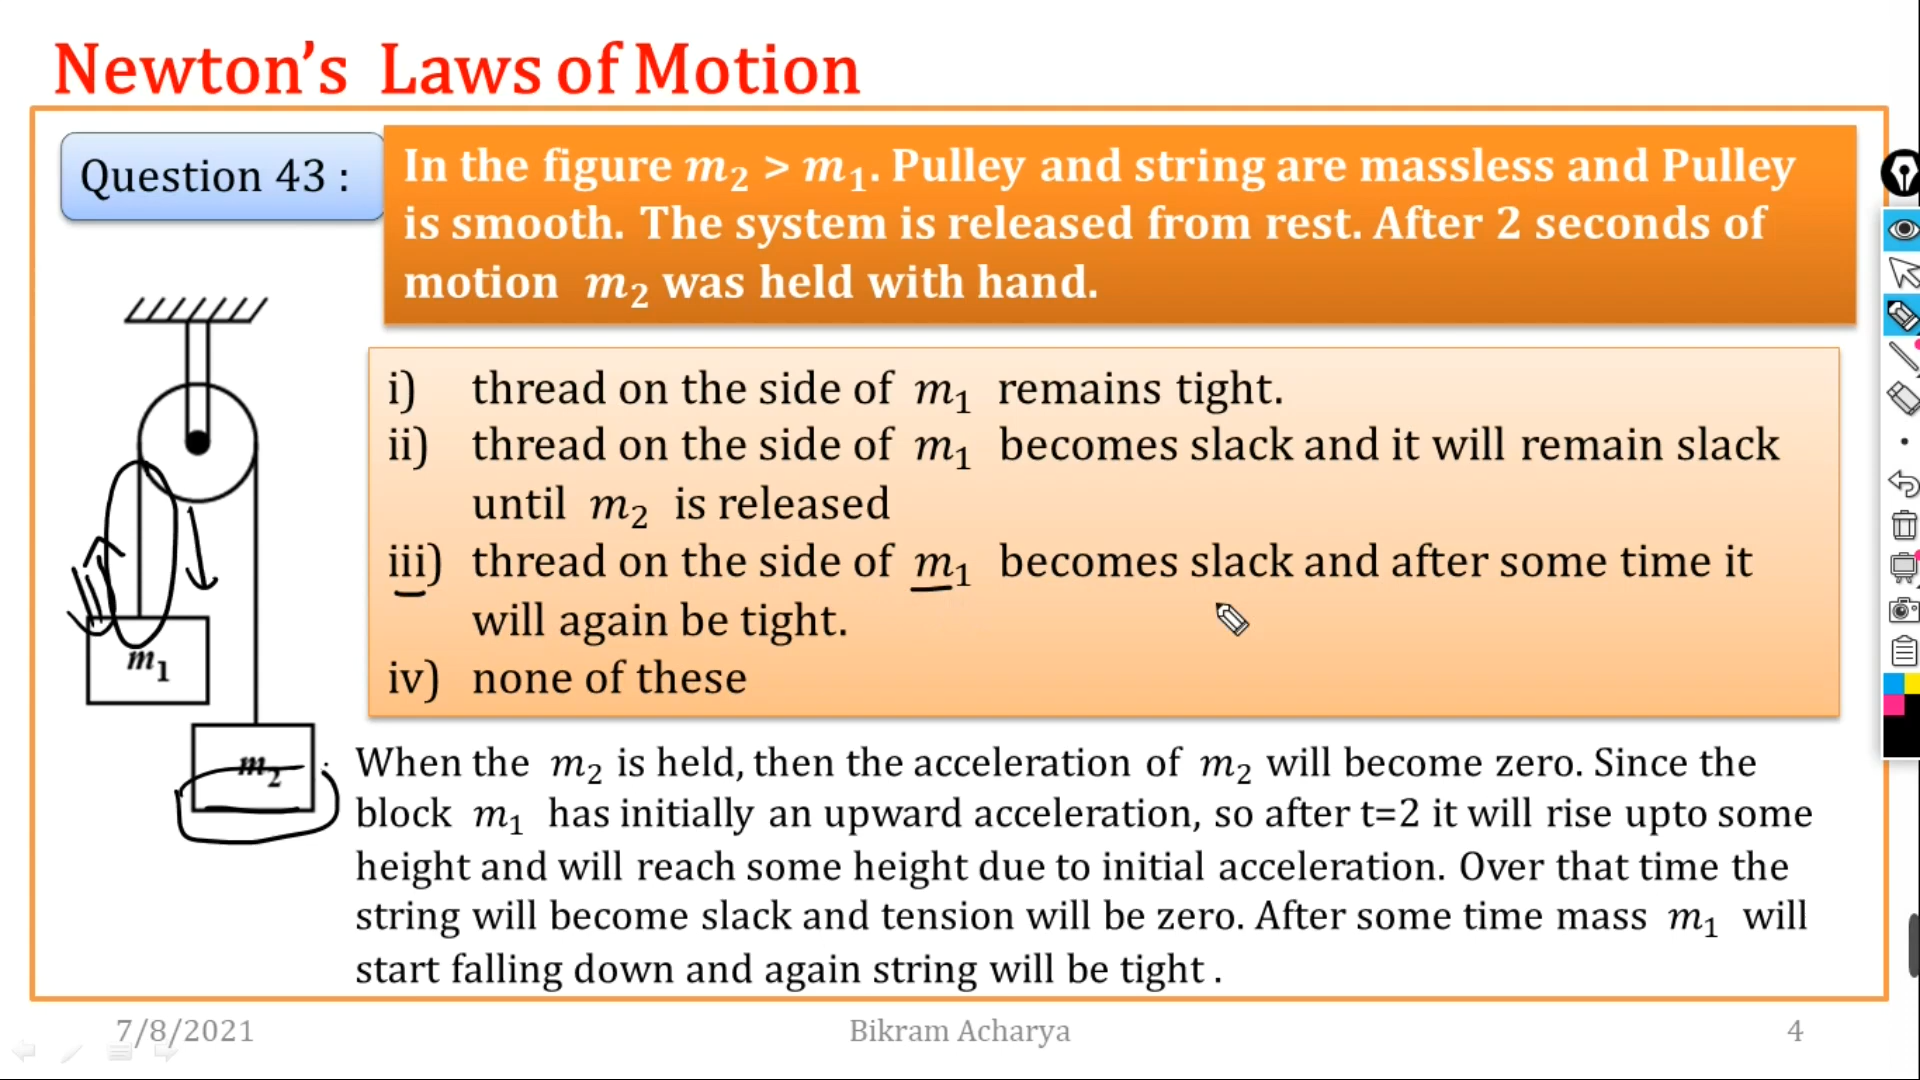 Newton’s Laws of Motion
Question 43 :
In the figure m₂ > m₁. Pulley and string are massless and Pulley
is smooth. The system is released from rest. After 2 seconds of
motion m₂ was held with hand.
i) thread on the side of m₁ remains tight.
ii) thread on the side of m₁ becomes slack and it will remain slack
until m₂ is released
iii) thread on the side of m₁ becomes slack and after some time it
will again be tight.
iv) none of these
m₁
m₂
When the m₂ is held, then the acceleration of m₂ will become zero. Since the
block m₁ has initially an upward acceleration, so after t=2 it will rise upto some
height and will reach some height due to initial acceleration. Over that time the
string will become slack and tension will be zero. After some time mass m₁ will
start falling down and again string will be tight .
7/8/2021
Bikram Acharya
4